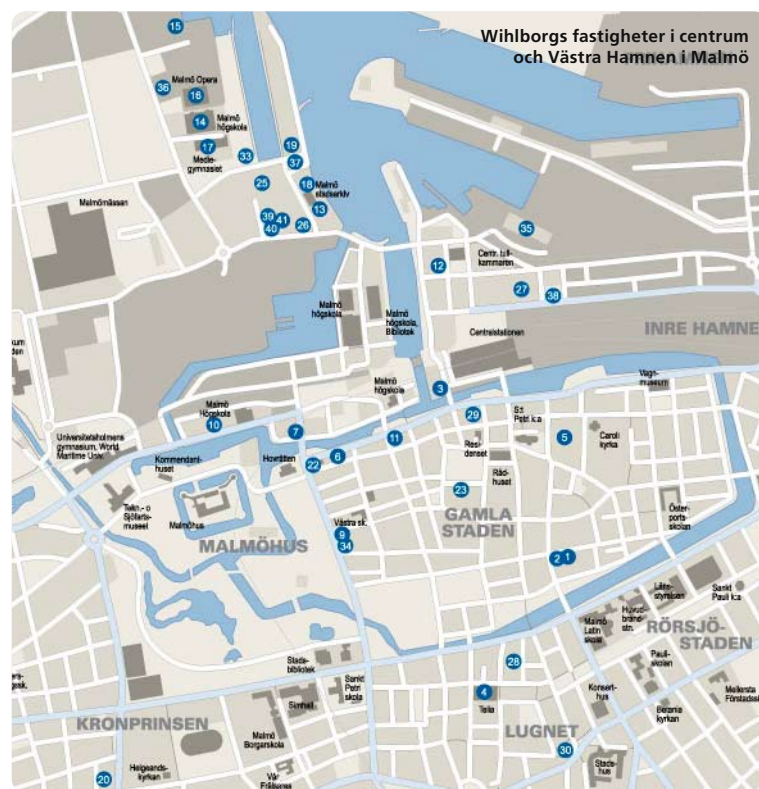 Wihlborgs fastigheter i centrum
och Västra Hamnen i Malmö
15
36
Malmö Opera
16
14
Malmö
högskola
17
Medie-
gymnasiet
33
19
37
25
18
Malmö
stadsarkiv
13
39
41
40
26
Malmömässan
35
12
Centr. tull-
kammaren
27
38
Malmö
högskola
Malmö
högskola,
Bibliotek
Centralstationen
INRE HAMNE
Vagn-
museum
Malmö
högskola
3
Malmö
Högskola
10
7
11
29
S:t
Petri k:a
5
Caroli
kyrka
Resi-
denset
Råd-
huset
Universitetsholmens
gymnasium, World
Maritime Univ.
Kommendant-
huset
Hovrätten
22
6
23
GAMLA
STADEN
Tekn.- o
Sjöfarts-
museet
Malmöhus
MALMÖHUS
Västra sk.
9
34
Öster-
ports-
skolan
2
1
Läns-
styrelsen
Sankt
Pauli k:a
Malmö
Latin
skola
Huvud-
brand-
stn.
RÖRSJÖ-
STADEN
Stads-
bibliotek
Sankt
Petri
skola
28
Pauli-
skolan
4
Telia
Konsert-
hus
Betania
kyrkan
Mellersta
Förstadssk
KRONPRINSEN
Simhall
Malmö
Borgarskola
LUGNET
30
Stads-
hus
20
Helgeands-
kyrkan
Vår
Frälsares